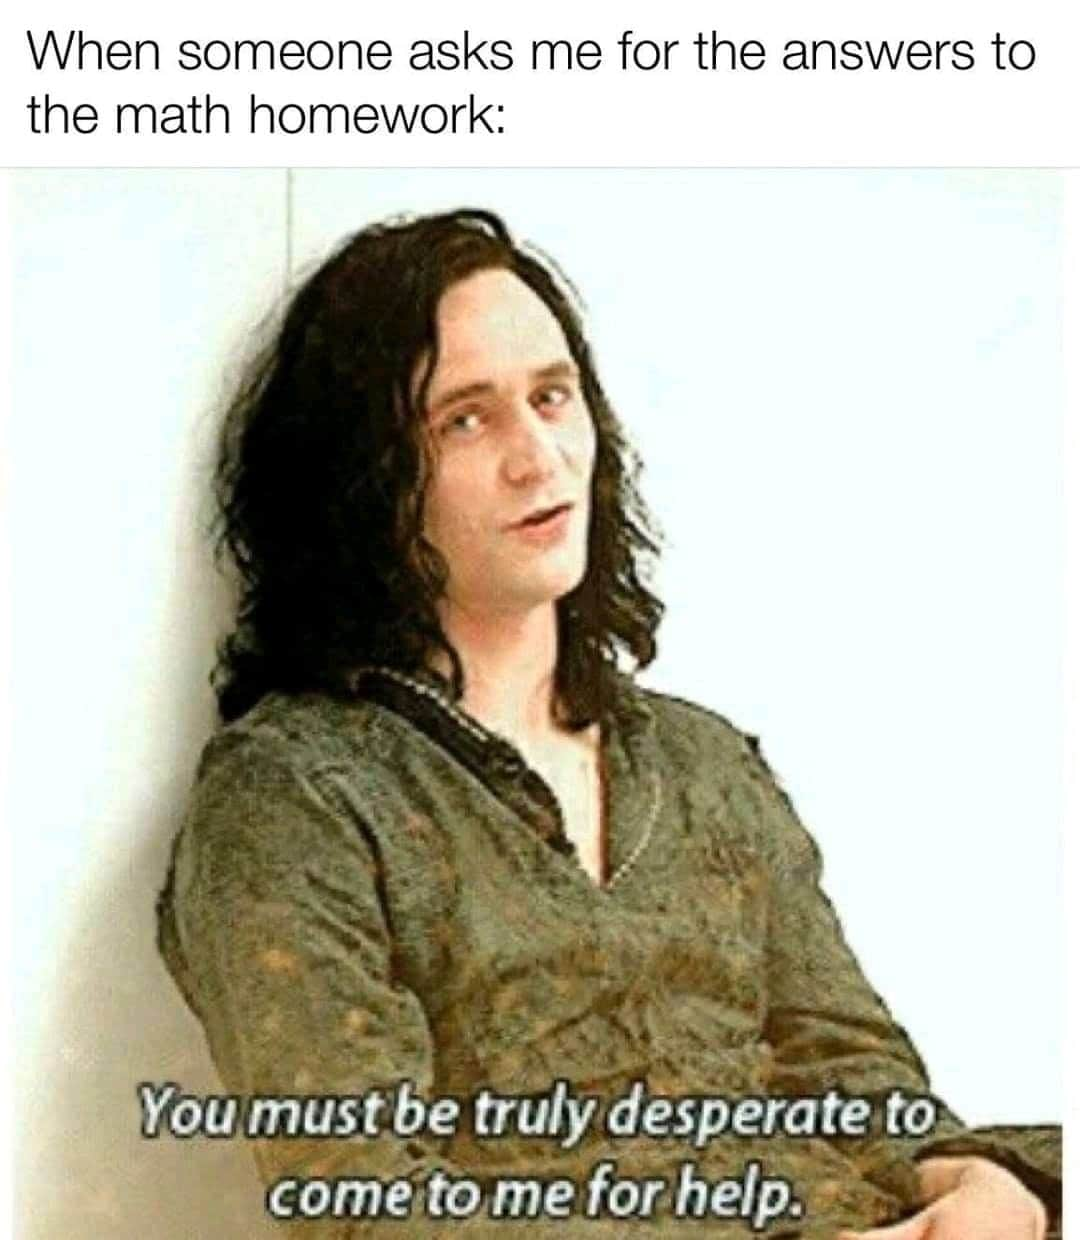 When someone asks me for the answers to
the math homework:
You must be truly desperate to
come to me for help.